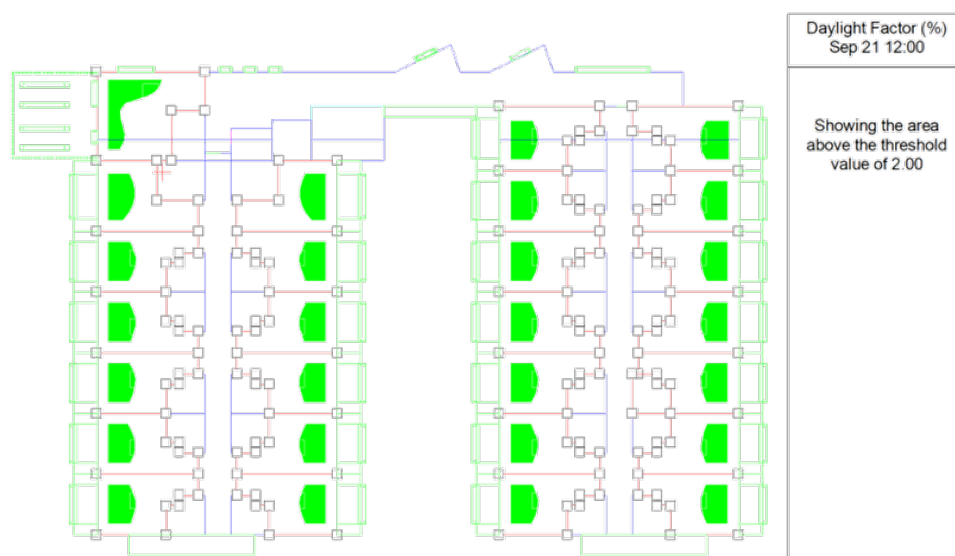 Daylight Factor (%)
Sep 21 12:00
Showing the area
above the threshold
value of 2.00